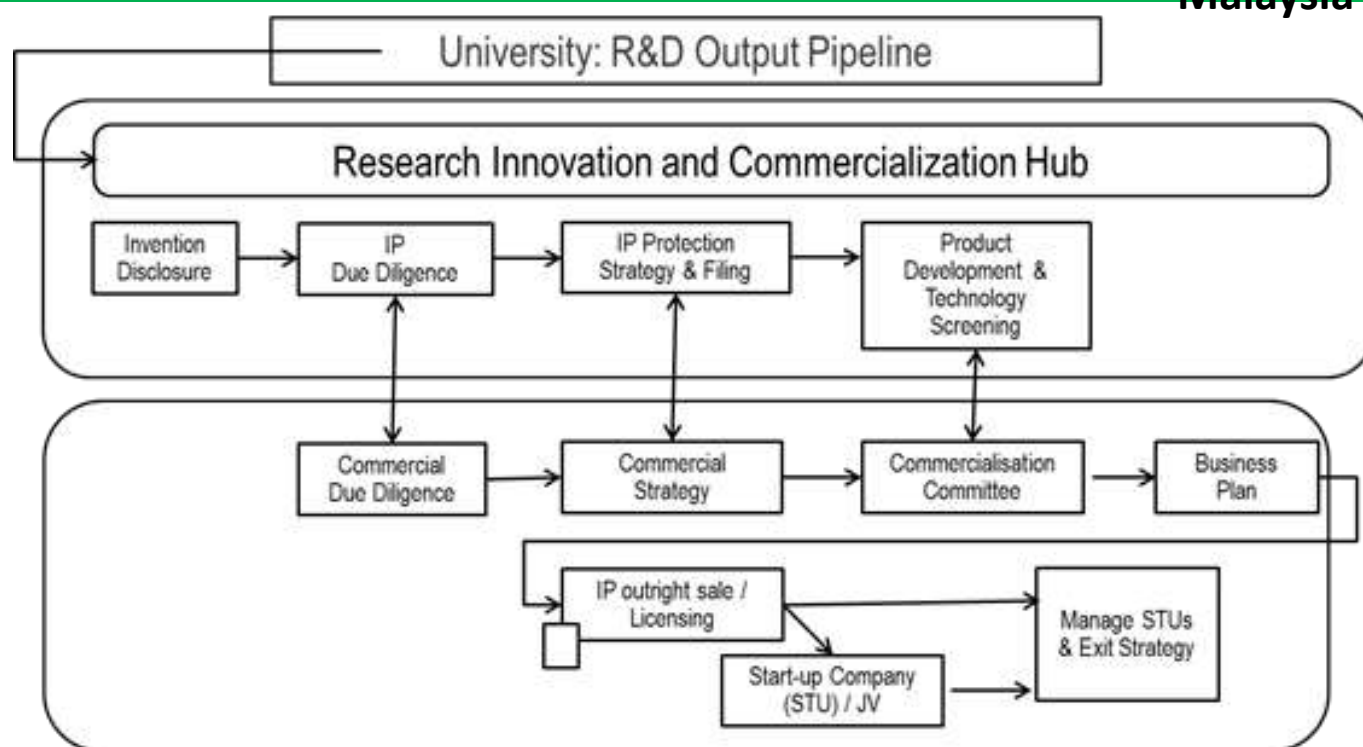 Malaysia
University: R&D Output Pipeline
Research Innovation and Commercialization Hub
Invention
Disclosure
IP
Due Diligence
IP Protection
Strategy & Filing
Product
Development &
Technology
Screening
Commercial
Due Diligence
Commercial
Strategy
Commercialisation
Committee
Business
Plan
IP outright sale /
Licensing
Start-up Company
(STU) / JV
Manage STUs
& Exit Strategy